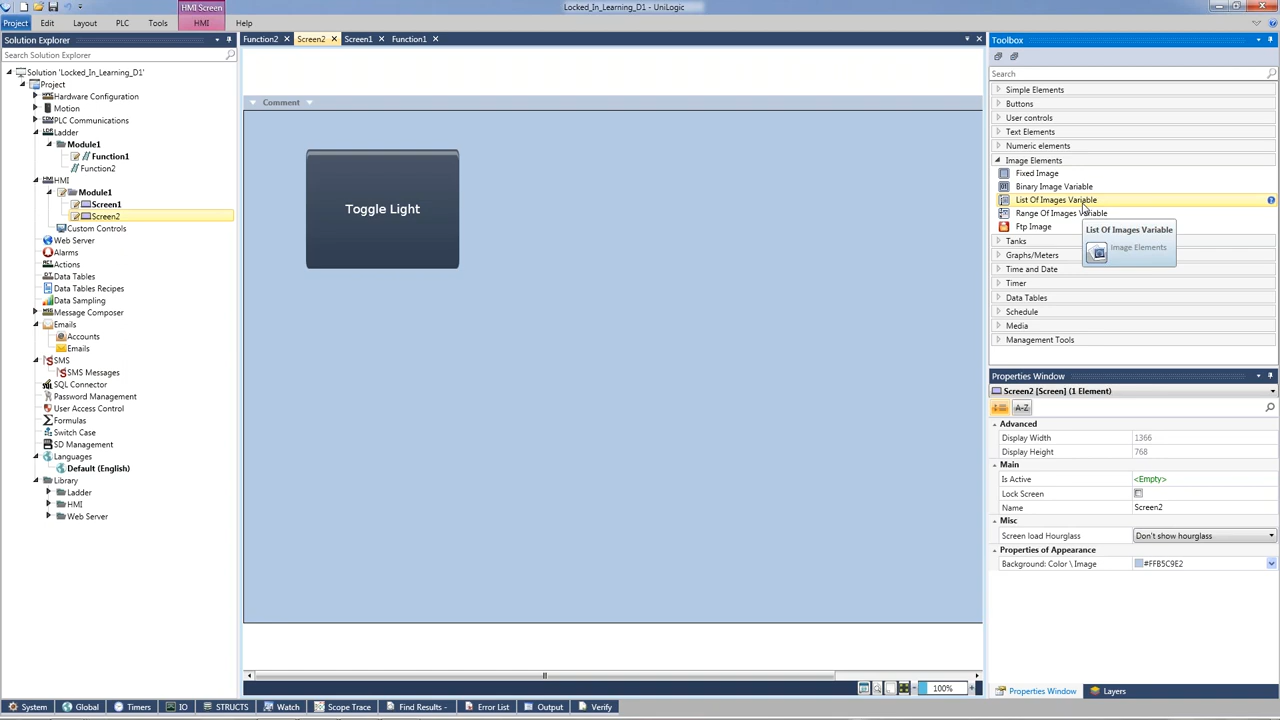 HMI Screen
Locked_In_Learning_D1* - UniLogic
Project
Edit
Layout
PLC
Tools
HMI
Help
Solution Explorer
Search Solution Explorer
Solution 'Locked_In_Learning_D1'
Project
Hardware Configuration
Motion
PLC Communications
Ladder
Module1
Function1
Function2
HMI
Module1
Screen1
Screen2
Custom Controls
Web Server
Alarms
Actions
Data Tables
Data Tables Recipes
Data Sampling
Message Composer
Emails
Accounts
Emails
SMS
SMS Messages
SQL Connector
Password Management
User Access Control
Formulas
Switch Case
SD Management
Languages
Default (English)
Library
Ladder
HMI
Web Server
Function2
Screen2
Screen1
Function1
Comment
Toggle Light
100%
Toolbox
Search
Simple Elements
Buttons
User controls
Text Elements
Numeric elements
Image Elements
Fixed Image
Binary Image Variable
List Of Images Variable
Range Of Images Variable
Ftp Image
List Of Images Variable
Image Elements
Tanks
Graphs/Meters
Time and Date
Timer
Data Tables
Schedule
Media
Management Tools
Properties Window
Screen2 [Screen] (1 Element)
A-Z
Advanced
Display Width 1366
Display Height 768
Main
Is Active <Empty>
Lock Screen
Name Screen2
Misc
Screen load Hourglass Don't show hourglass
Properties of Appearance
Background: Color \ Image #FFB5C9E2
Properties Window
Layers
System
Global
Timers
IO
STRUCTS
Watch
Scope Trace
Find Results -
Error List
Output
Verify